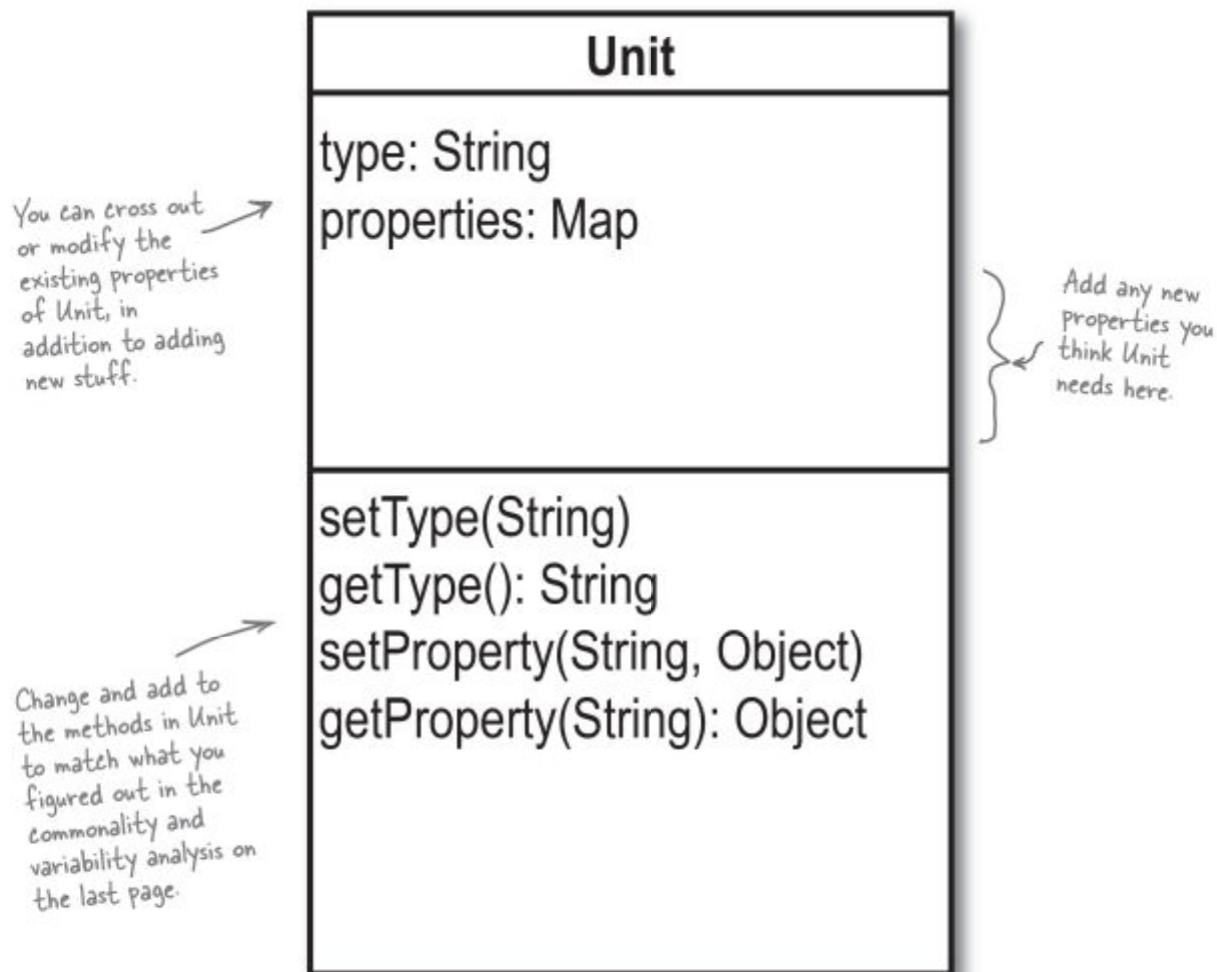 Unit
type: String
properties: Map
You can cross out
or modify the
existing properties
of Unit, in
addition to adding
new stuff.
Add any new
properties you
think Unit
needs here.
setType(String)
getType(): String
setProperty(String, Object)
getProperty(String): Object
Change and add to
the methods in Unit
to match what you
figured out in the
commonality and
variability analysis on
the last page.